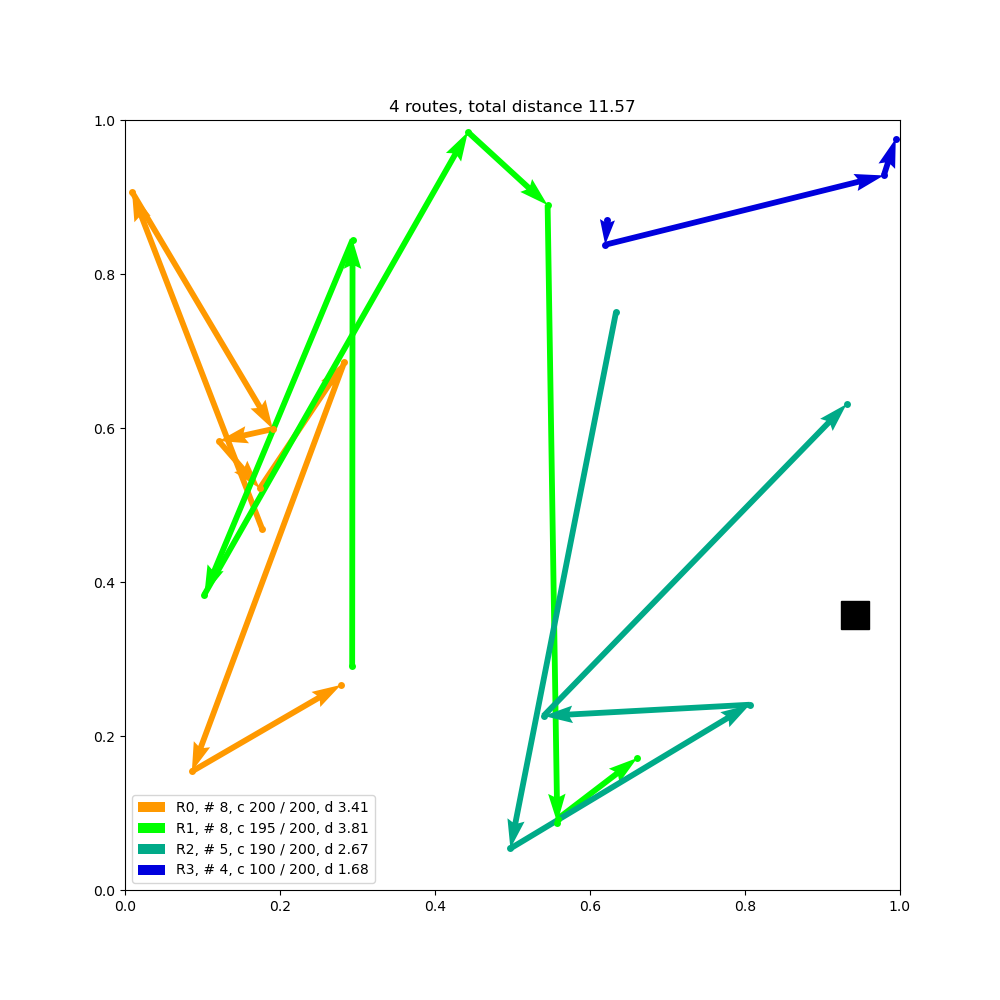 4 routes, total distance 11.57
1.0
0.8
0.6
0.4
0.2
0.0
R0, # 8, c 200 / 200, d 3.41
R1, # 8, c 195 / 200, d 3.81
R2, # 5, c 190 / 200, d 2.67
R3, # 4, c 100 / 200, d 1.68
0.0 0.2 0.4 0.6 0.8 1.0